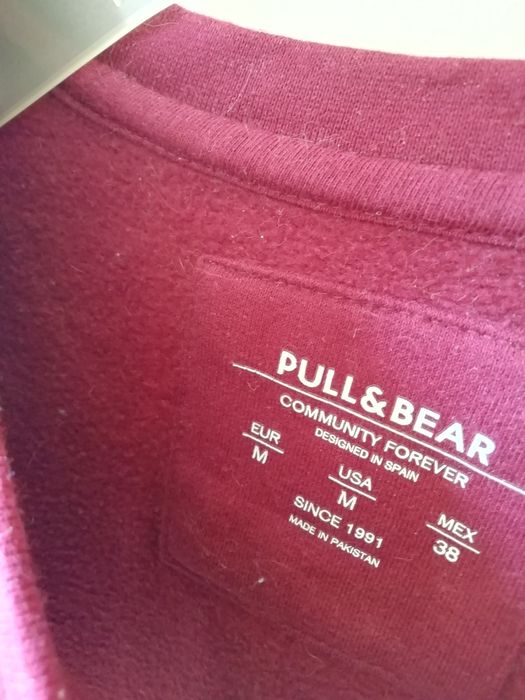 PULL&BEAR
COMMUNITY FOREVER
DESIGNED IN SPAIN
EUR
M
USA
M
MEX
38
SINCE 1991
MADE IN PAKISTAN